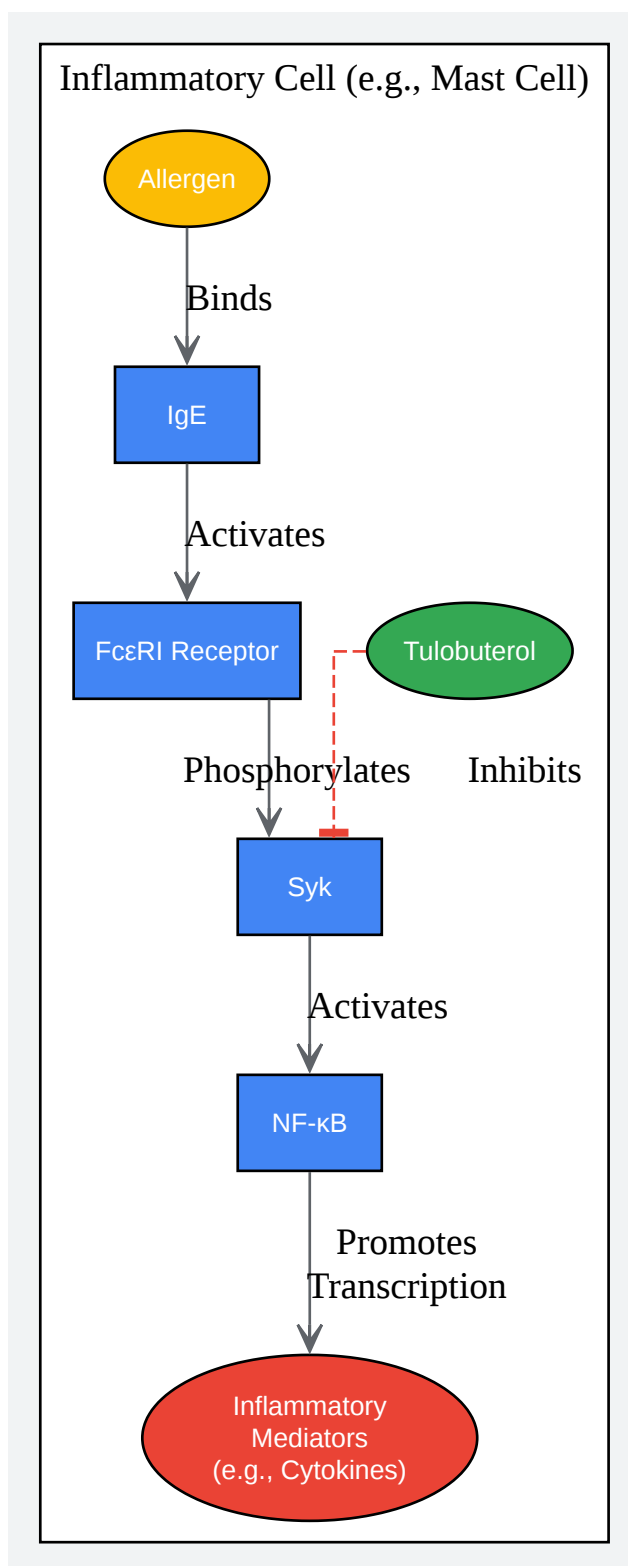 Inflammatory Cell (e.g., Mast Cell)
Allergen
Binds
IgE
Activates
FcεRI Receptor
Tulobuterol
Phosphorylates
Inhibits
Syk
Activates
NF-κB
Promotes
Transcription
Inflammatory
Mediators
(e.g., Cytokines)